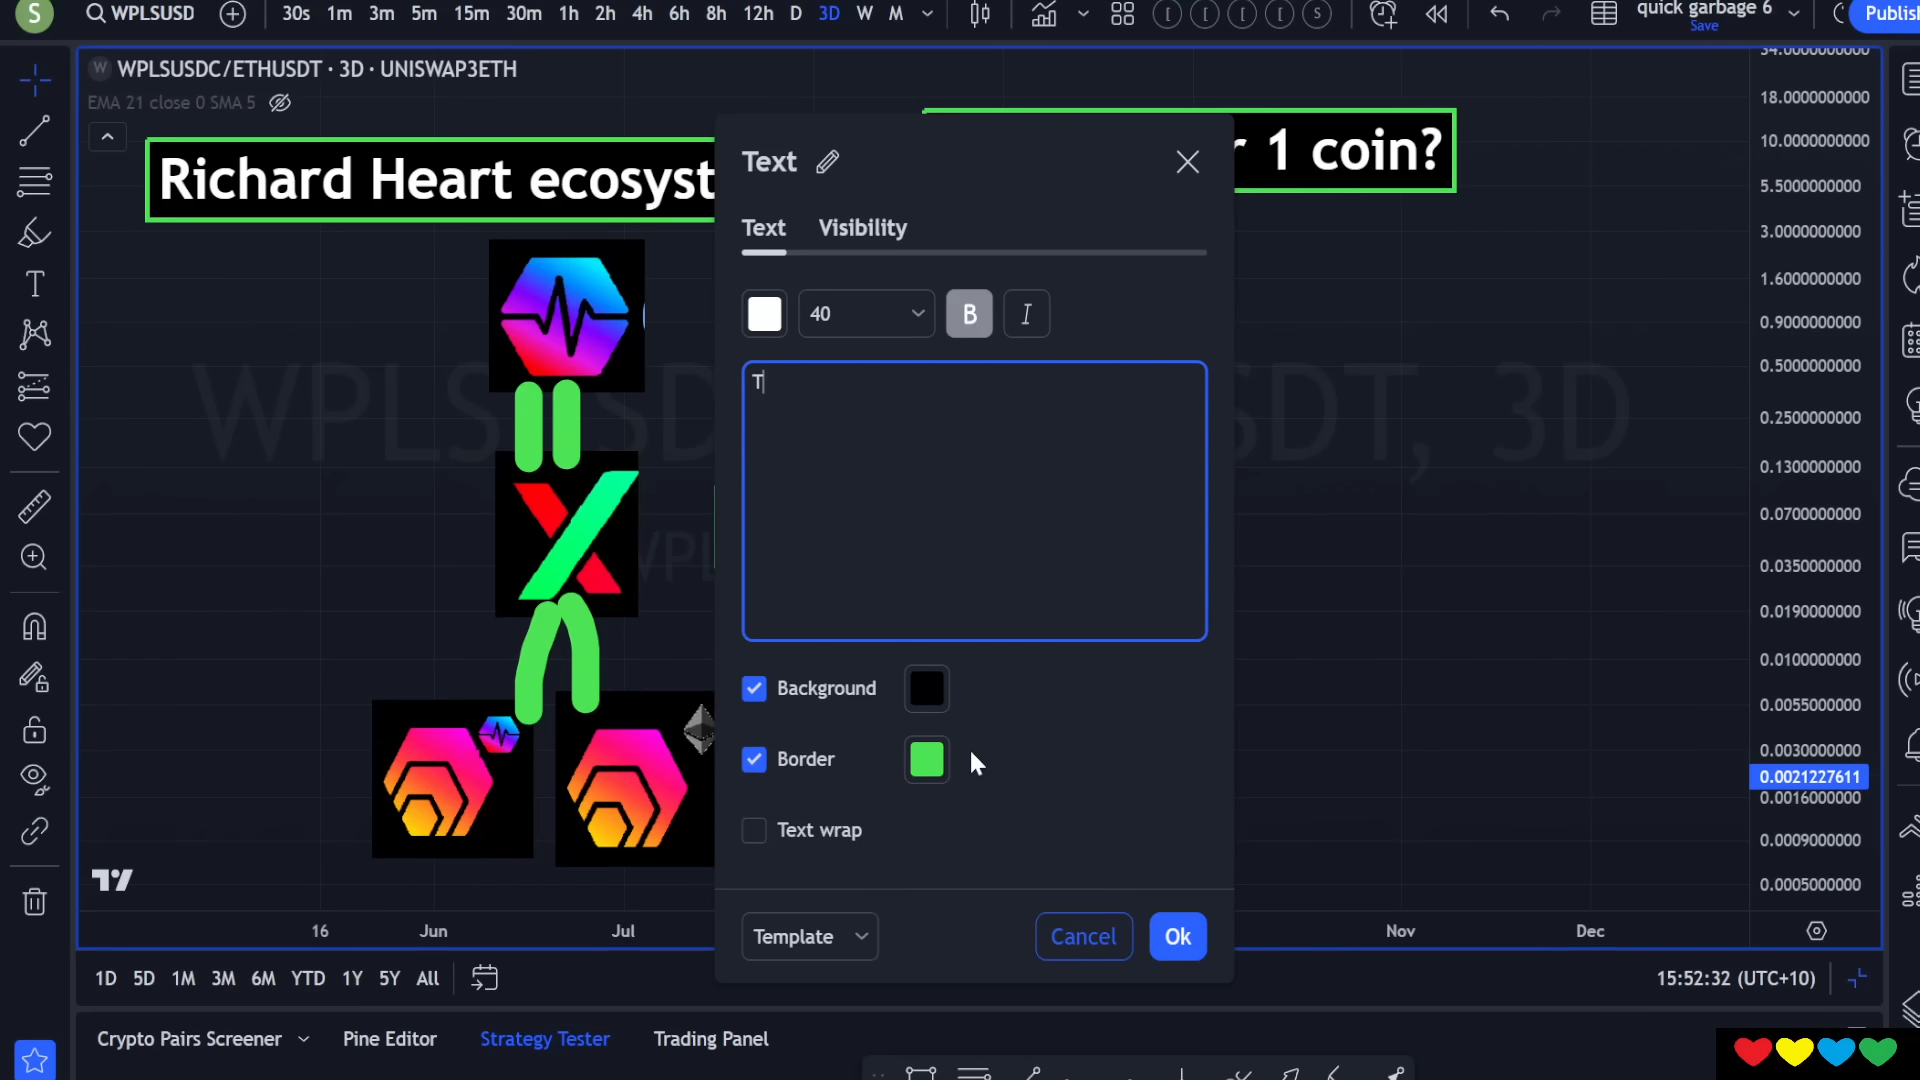 S
WPLSUSD
30s 1m 3m 5m 15m 30m 1h 2h 4h 6h 8h 12h D 3D W M
S
quick garbage 6
Save
Publis
WPLSUSDC/ETHUSDT · 3D · UNISWAP3ETH
EMA 21 close 0 SMA 5
Richard Heart ecosyst
r 1 coin?
Text
Text Visibility
40
B I
T
Background
Border
Text wrap
Template
Cancel
Ok
34.0000000000
18.0000000000
10.0000000000
5.5000000000
3.0000000000
1.6000000000
0.9000000000
0.5000000000
0.2500000000
0.1300000000
0.0700000000
0.0350000000
0.0190000000
0.0100000000
0.0055000000
0.0030000000
0.0021227611
0.0016000000
0.0009000000
0.0005000000
16 Jun Jul Nov Dec
1D 5D 1M 3M 6M YTD 1Y 5Y All
15:52:32 (UTC+10)
Crypto Pairs Screener Pine Editor Strategy Tester Trading Panel